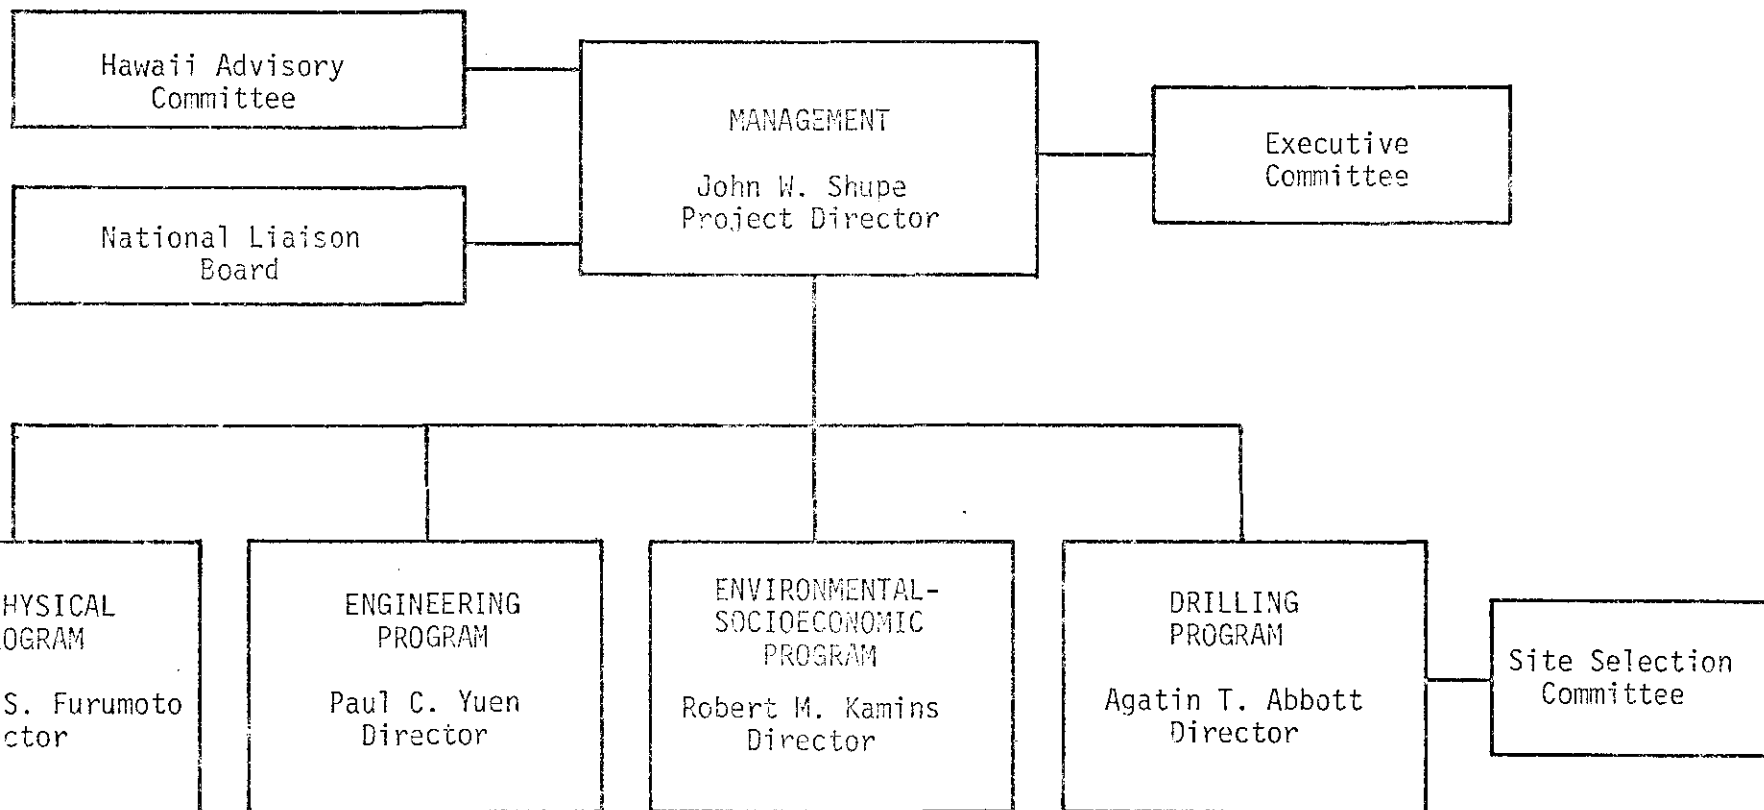 Hawaii Advisory
Committee
MANAGEMENT
John W. Shupe
Project Director
Executive
Committee
National Liaison
Board
HYSICAL
OGRAM
S. Furumoto
ctor
ENGINEERING
PROGRAM
Paul C. Yuen
Director
ENVIRONMENTAL-
SOCIOECONOMIC
PROGRAM
Robert M. Kamins
Director
DRILLING
PROGRAM
Agatin T. Abbott
Director
Site Selection
Committee